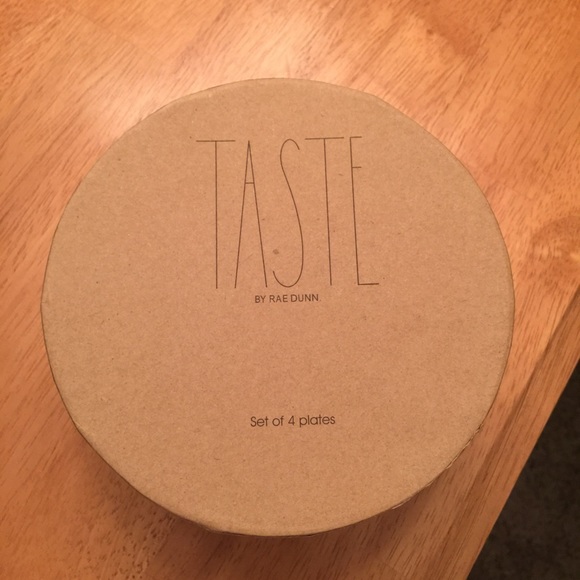 TASTE
BY RAE DUNN
Set of 4 plates